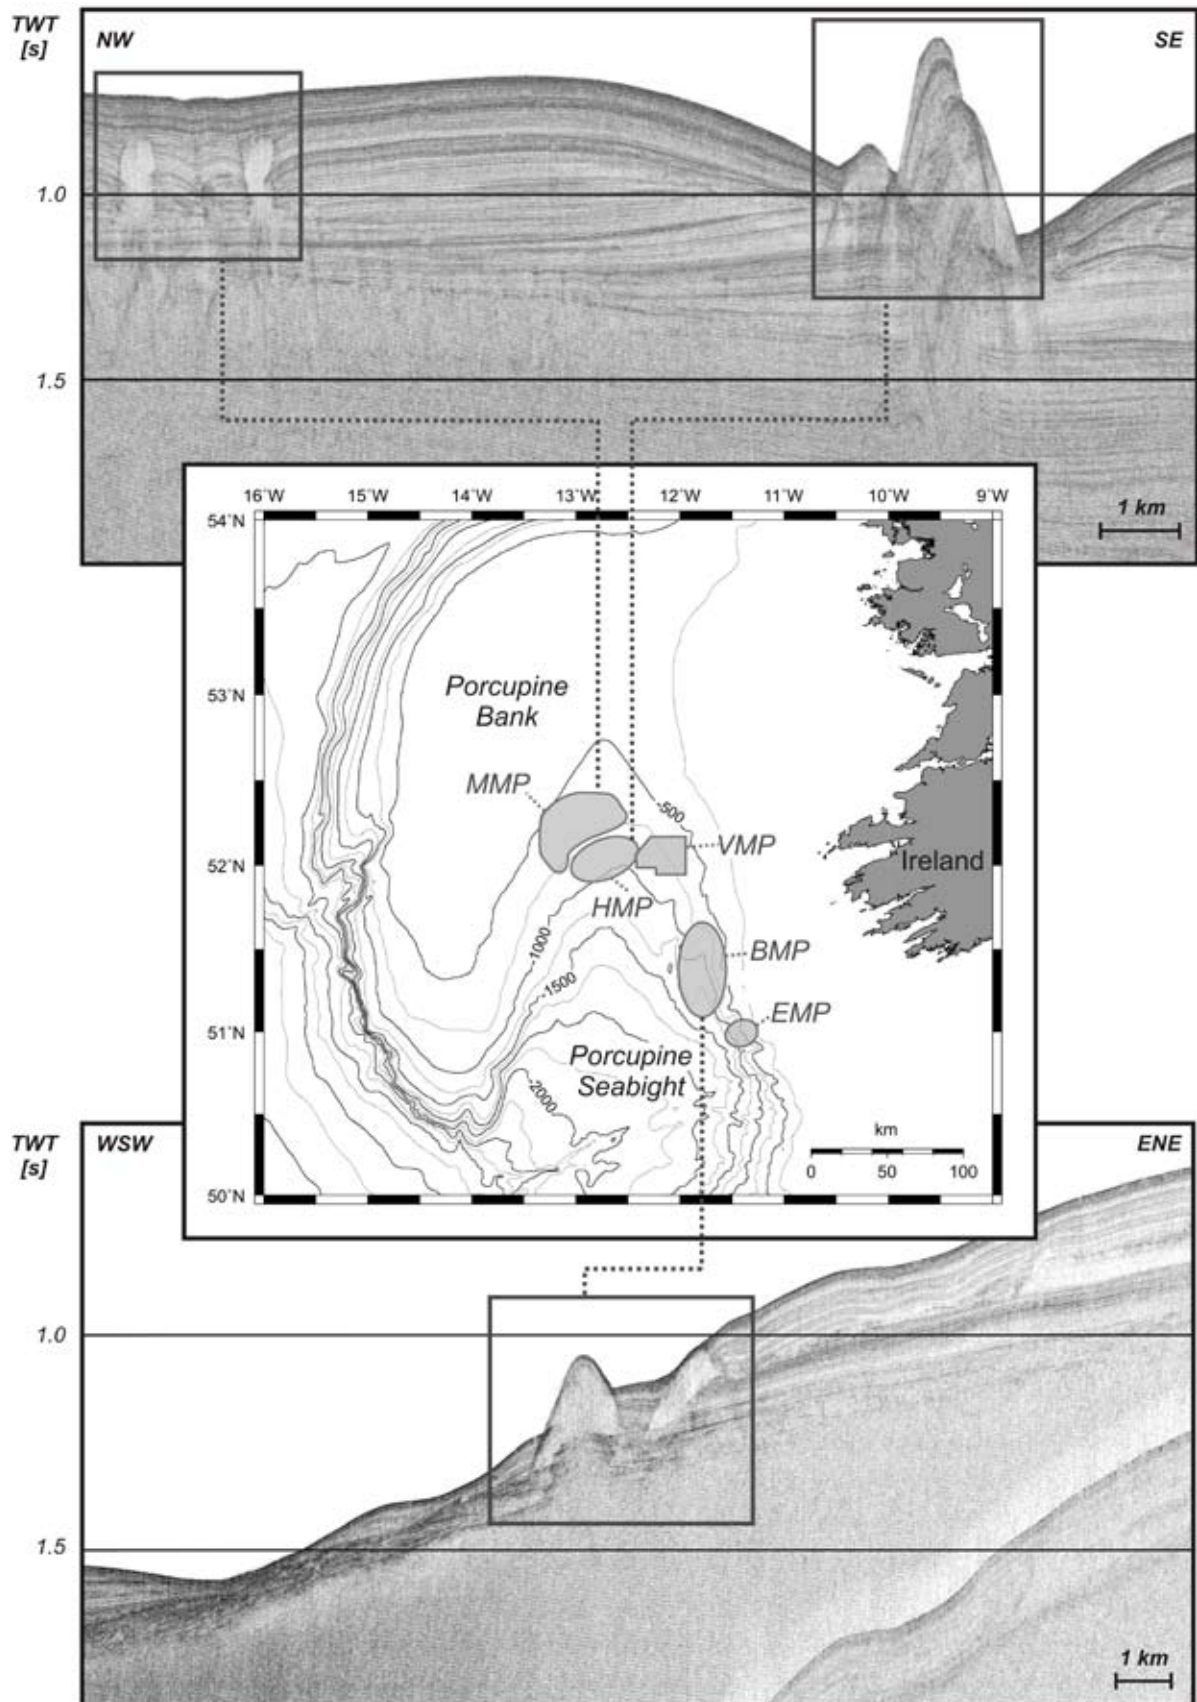 TWT
[s]
NW
SE
1.0
1.5
1 km
16°W
15°W
14°W
13°W
12°W
11°W
10°W
9°W
54°N
53°N
52°N
51°N
50°N
Porcupine
Bank
MMP
-500
VMP
Ireland
HMP
-1000
BMP
-1500
EMP
Porcupine
Seabight
-2000
km
0
50
100
TWT
[s]
WSW
ENE
1.0
1.5
1 km